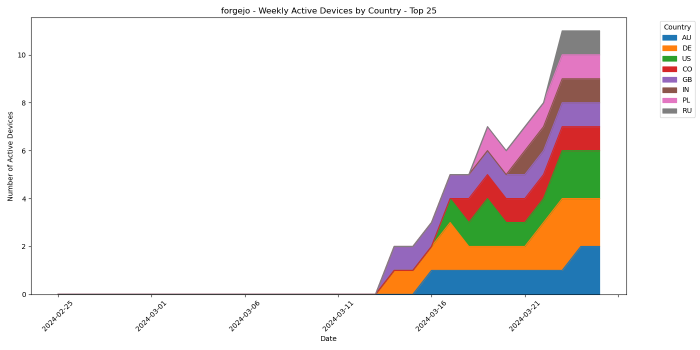 forgejo - Weekly Active Devices by Country - Top 25
Country
AU
DE
US
CO
GB
IN
PL
RU
Number of Active Devices
10
8
6
4
2
0
2024-02-25
2024-03-01
2024-03-06
2024-03-11
2024-03-16
2024-03-21
Date